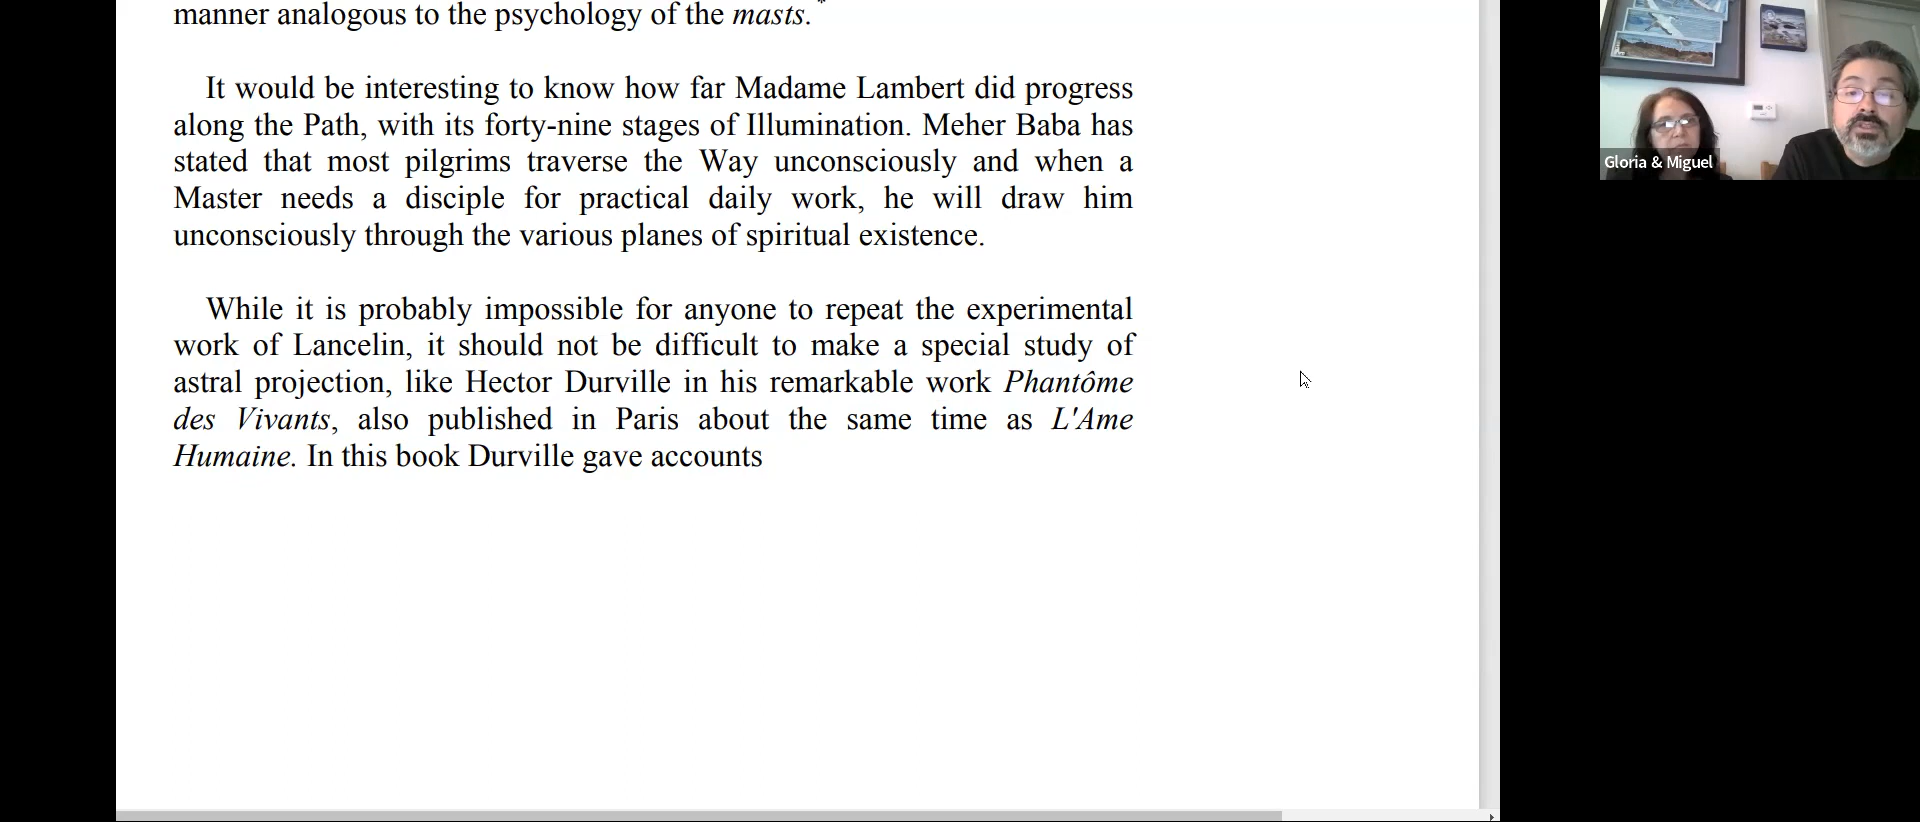 manner analogous to the psychology of the masts.*
It would be interesting to know how far Madame Lambert did progress
along the Path, with its forty-nine stages of Illumination. Meher Baba has
stated that most pilgrims traverse the Way unconsciously and when a
Master needs a disciple for practical daily work, he will draw him
unconsciously through the various planes of spiritual existence.
While it is probably impossible for anyone to repeat the experimental
work of Lancelin, it should not be difficult to make a special study of
astral projection, like Hector Durville in his remarkable work Phantôme
des Vivants, also published in Paris about the same time as L'Ame
Humaine. In this book Durville gave accounts
Gloria & Miguel